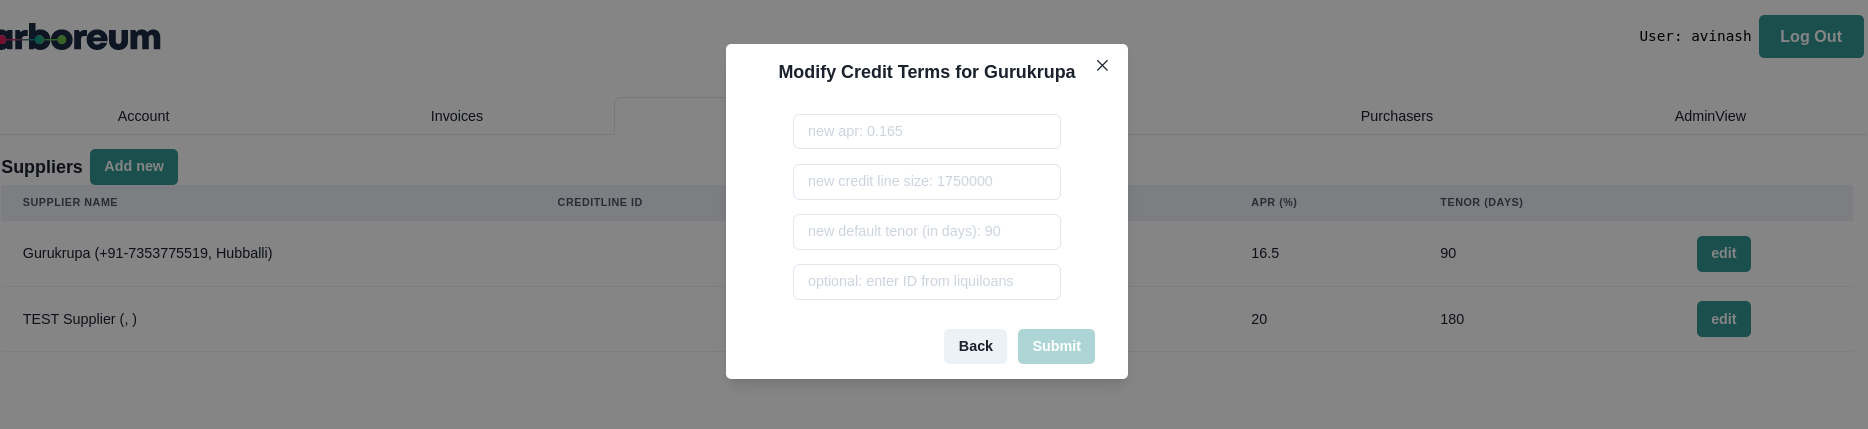 arboreum
User: avinash
Log Out
Account
Invoices
Purchasers
AdminView
Suppliers
Add new
SUPPLIER NAME
CREDITLINE ID
APR (%)
TENOR (DAYS)
Gurukrupa (+91-7353775519, Hubballi)
16.5
90
edit
TEST Supplier (, )
20
180
edit
Modify Credit Terms for Gurukrupa
new apr: 0.165
new credit line size: 1750000
new default tenor (in days): 90
optional: enter ID from liquiloans
Back
Submit